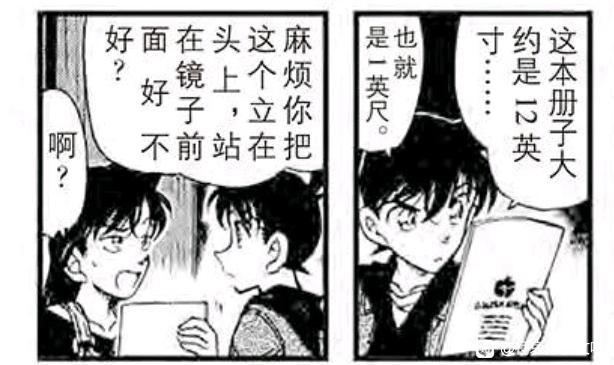 这本册子大
约是12英
寸……
也就
是1英尺。
麻烦你把
这个立在
头上，站
在镜子前
面 好 不
好？
啊？